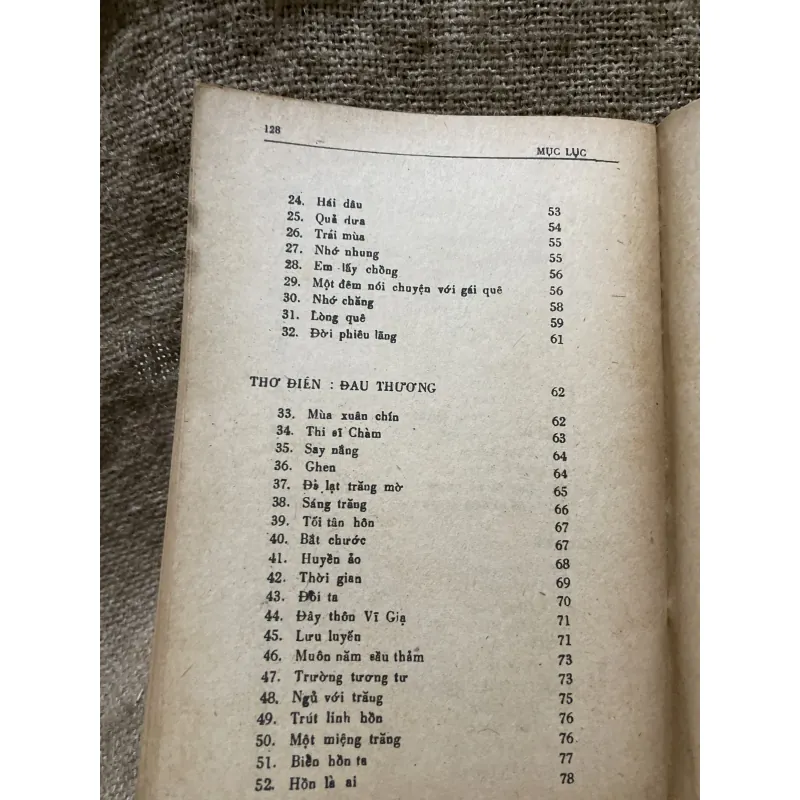 128
MỤC LỤC
24. Hái dâu 53
25. Quả dưa 54
26. Trái mùa 55
27. Nhớ nhung 55
28. Em lấy chồng 56
29. Một đêm nói chuyện với gái quê 56
30. Nhớ chăng 58
31. Lòng quê 59
32. Đời phiêu lãng 61
THƠ ĐIÊN : ĐAU THƯƠNG 62
33. Mùa xuân chín 62
34. Thi sĩ Chàm 63
35. Say nắng 64
36. Ghen 64
37. Đà lạt trăng mờ 65
38. Sáng trăng 66
39. Tối tân hôn 67
40. Bắt chước 67
41. Huyền ảo 68
42. Thời gian 69
43. Đôi ta 70
44. Đây thôn Vĩ Giạ 71
45. Lưu luyến 71
46. Muôn năm sầu thảm 73
47. Trường tương tư 73
48. Ngủ với trăng 75
49. Trút linh hồn 76
50. Một miệng trăng 76
51. Biển hồn ta 77
52. Hồn là ai 78